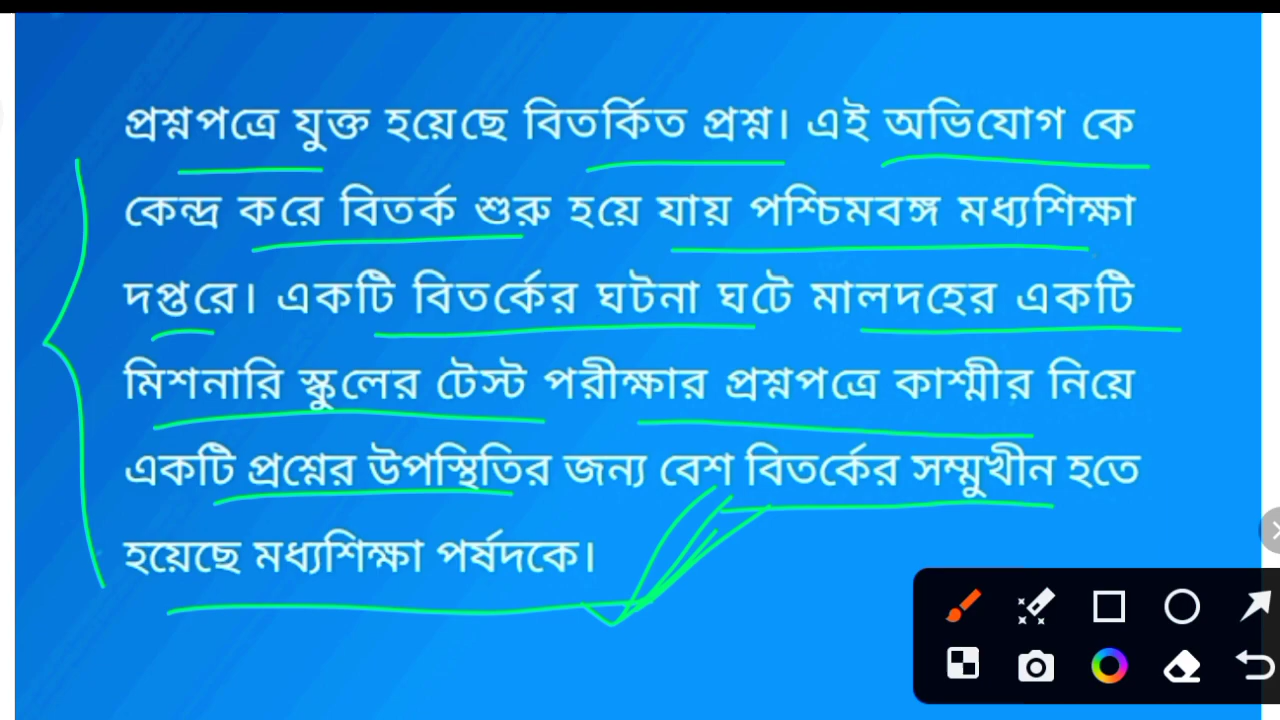 প্রশ্নপত্রে যুক্ত হয়েছে বিতর্কিত প্রশ্ন। এই অভিযোগ কে
কেন্দ্র করে বিতর্ক শুরু হয়ে যায় পশ্চিমবঙ্গ মধ্যশিক্ষা
দপ্তরে। একটি বিতর্কের ঘটনা ঘটে মালদহের একটি
মিশনারি স্কুলের টেস্ট পরীক্ষার প্রশ্নপত্রে কাশ্মীর নিয়ে
একটি প্রশ্নের উপস্থিতির জন্য বেশ বিতর্কের সম্মুখীন হতে
হয়েছে মধ্যশিক্ষা পর্ষদকে।